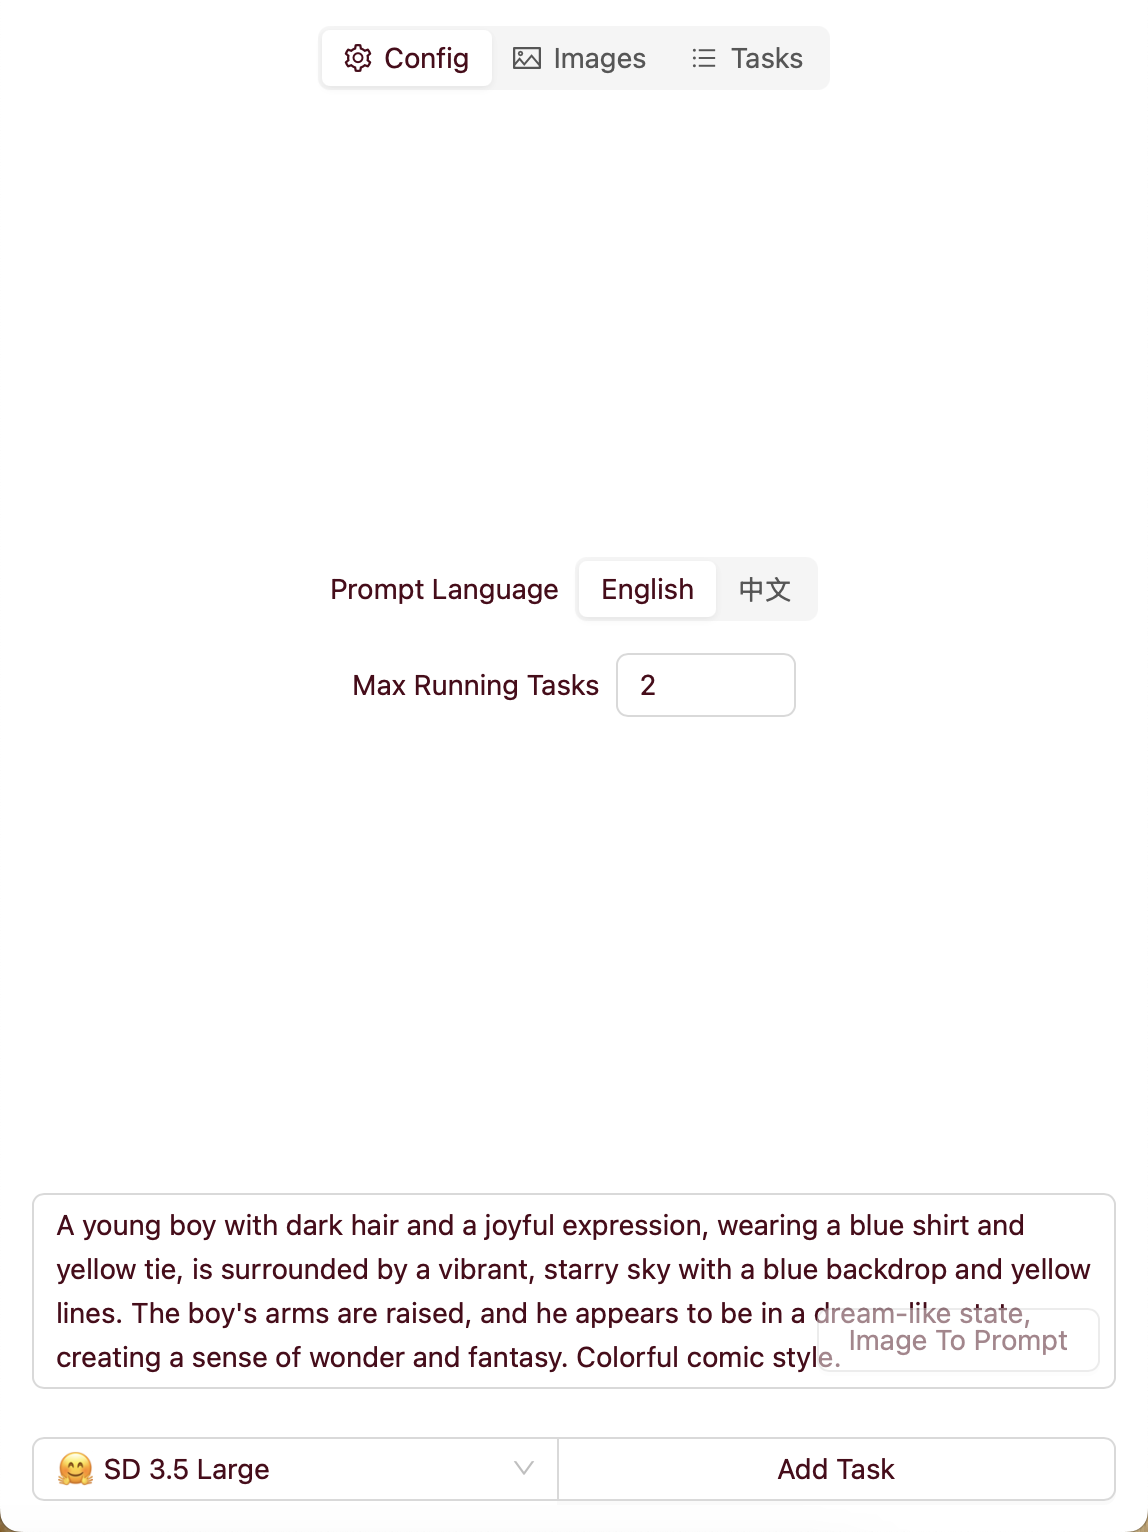 Config Images Tasks
Prompt Language English 中文
Max Running Tasks 2
A young boy with dark hair and a joyful expression, wearing a blue shirt and
yellow tie, is surrounded by a vibrant, starry sky with a blue backdrop and yellow
lines. The boy's arms are raised, and he appears to be in a dream-like state,
creating a sense of wonder and fantasy. Colorful comic style.
Image To Prompt
🤗 SD 3.5 Large Add Task